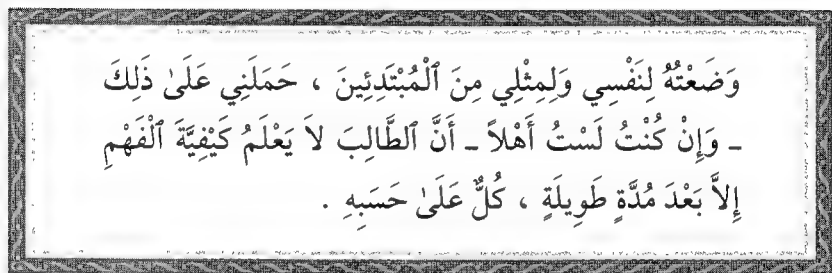 وَضَعْتُهُ لِنَفْسِي وَلِمِثْلِي مِنَ ٱلْمُبْتَدِئِينَ ، حَمَلَنِي عَلَىٰ ذَلِكَ
ـ وَإِنْ كُنْتُ لَسْتُ أَهْلاً ـ أَنَّ ٱلطَّالِبَ لاَ يَعْلَمُ كَيْفِيَّةَ ٱلْفَهْمِ
إِلاَّ بَعْدَ مُدَّةٍ طَوِيلَةٍ ، كُلٌّ عَلَىٰ حَسَبِهِ .